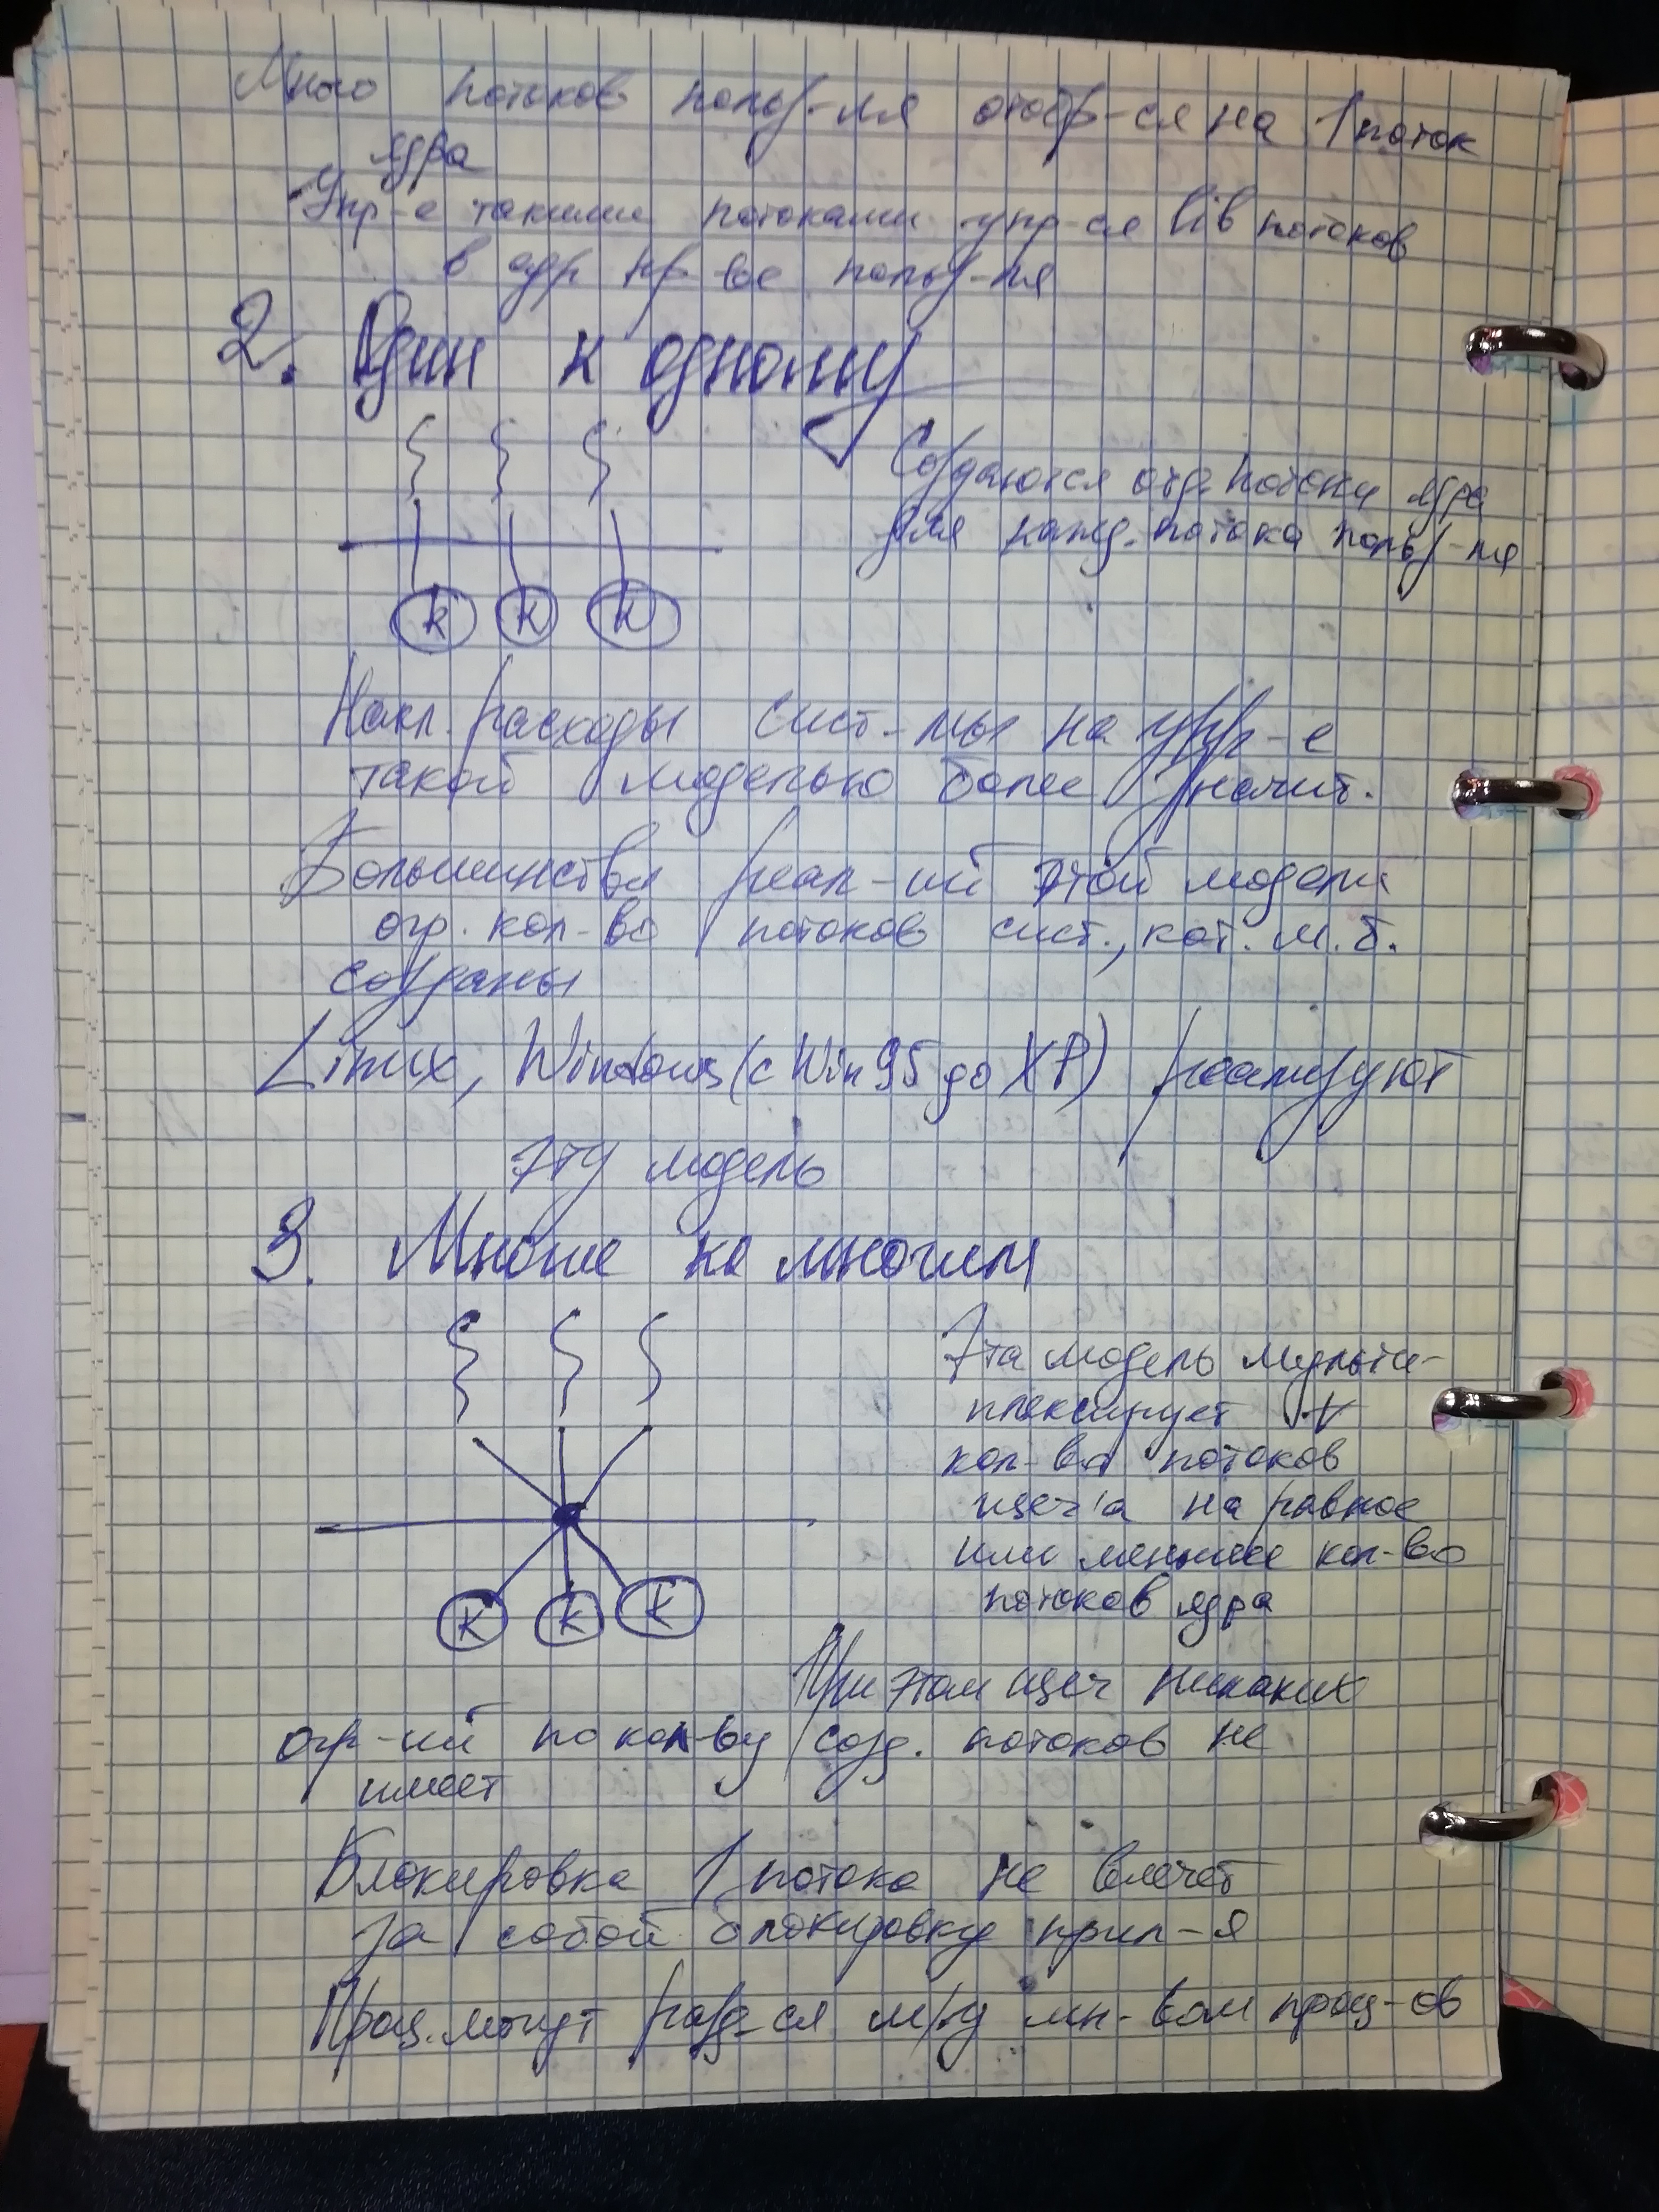 Много потоков польз-ля отобр-ся на 1 поток
ядра
Упр-е такими потоками упр-ся lib потоков
в адр пр-ве польз-ля
2. Один к одному
Создаются отд. потоки ядра
для кажд. потока польз-ля
K K K
Накл. расходы сист-мы на упр-е
такой моделью более значит.
Большинство реал-ий этой модели
огр. кол-во потоков сист., кот. м.б.
созданы
Linux, Windows (с Win 95 до XP) реализуют
эту модель
3. Многие ко многим
Эта модель мульти-
плексирует
кол-во потоков
на равное
или меньшее кол-во
потоков ядра
K K K
При этом никаких
огр-ий по кол-ву созд. потоков не
имеет
Блокировка 1 потока не влечет
за собой блокировку прил-я
Проц. могут разд-ся м/у мн-вом проц-ов